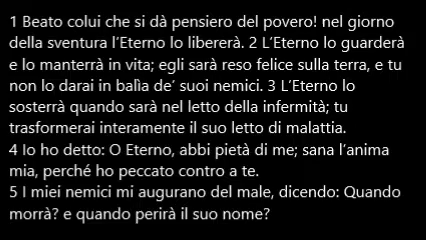 1 Beato colui che si dà pensiero del povero! nel giorno
della sventura l’Eterno lo libererà. 2 L’Eterno lo guarderà
e lo manterrà in vita; egli sarà reso felice sulla terra, e tu
non lo darai in balìa de’ suoi nemici. 3 L’Eterno lo
sosterrà quando sarà nel letto della infermità; tu
trasformerai interamente il suo letto di malattia.
4 Io ho detto: O Eterno, abbi pietà di me; sana l’anima
mia, perché ho peccato contro a te.
5 I miei nemici mi augurano del male, dicendo: Quando
morrà? e quando perirà il suo nome?